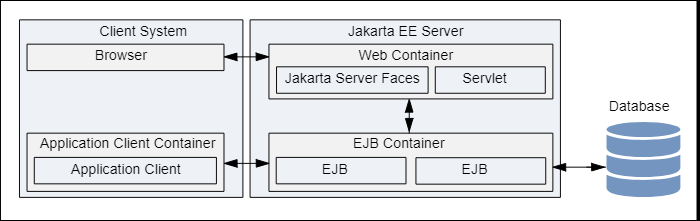 Client System
Jakarta EE Server
Browser
Web Container
Jakarta Server Faces
Servlet
Database
Application Client Container
EJB Container
Application Client
EJB
EJB